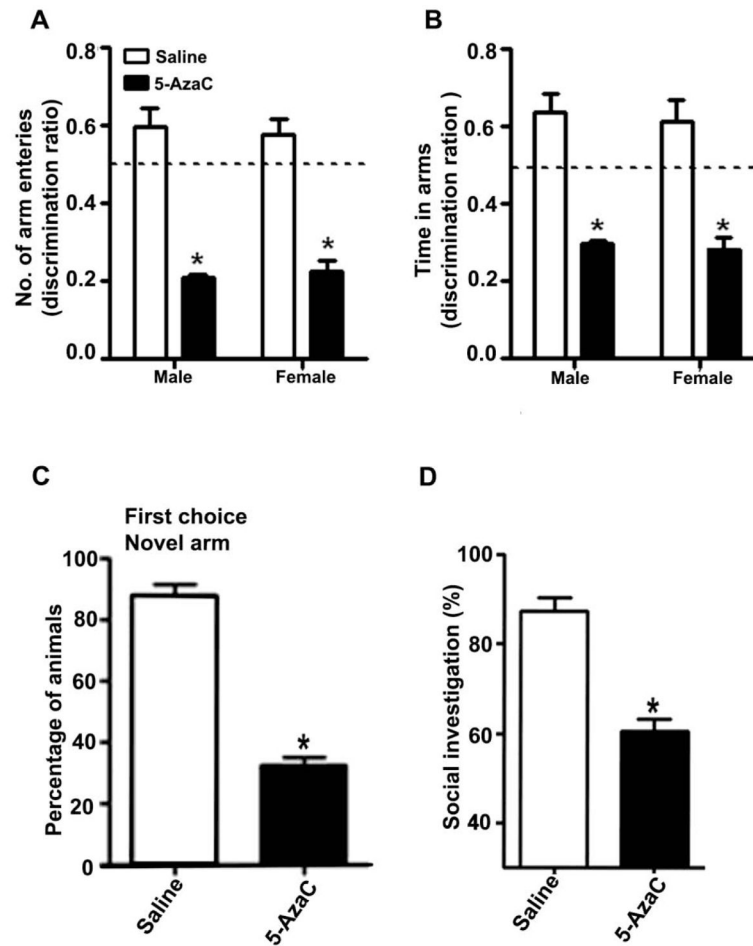 A
0.8
0.6
0.4
0.2
0.0
No. of arm enteries
(discrimination ratio)
Saline
5-AzaC
*
*
Male
Female
B
0.8
0.6
0.4
0.2
0.0
Time in arms
(discrimination ration )
*
*
Male
Female
C
First choice
Novel arm
100
80
60
40
20
0
Percentage of animals
*
Saline
5-AzaC
D
100
80
60
40
Social investigation (%)
*
Saline
5-AzaC